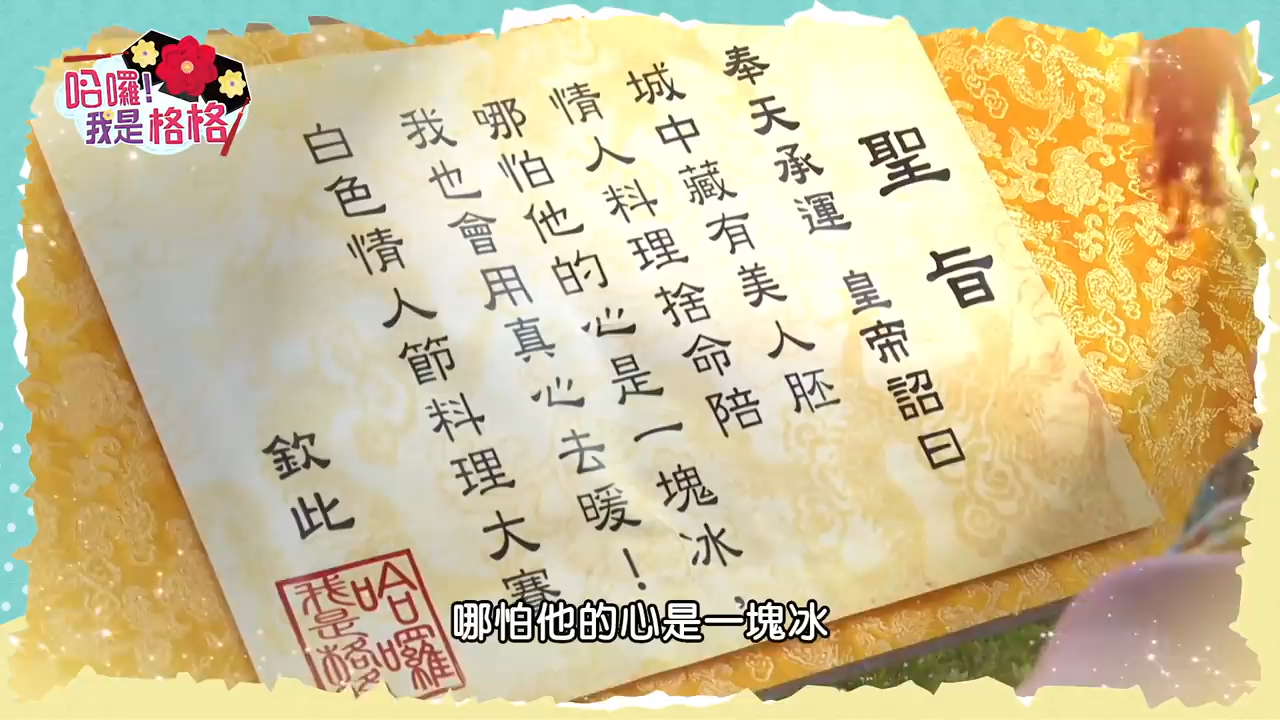 哈囉!
我是格格
聖旨
奉天承運 皇帝詔曰
城中藏有美人胚
情人料理捨命陪
哪怕他的心是一塊冰，
我也會用真心去暖！
白色情人節料理大賽
欽此
哈囉
我是格格
哪怕他的心是一塊冰